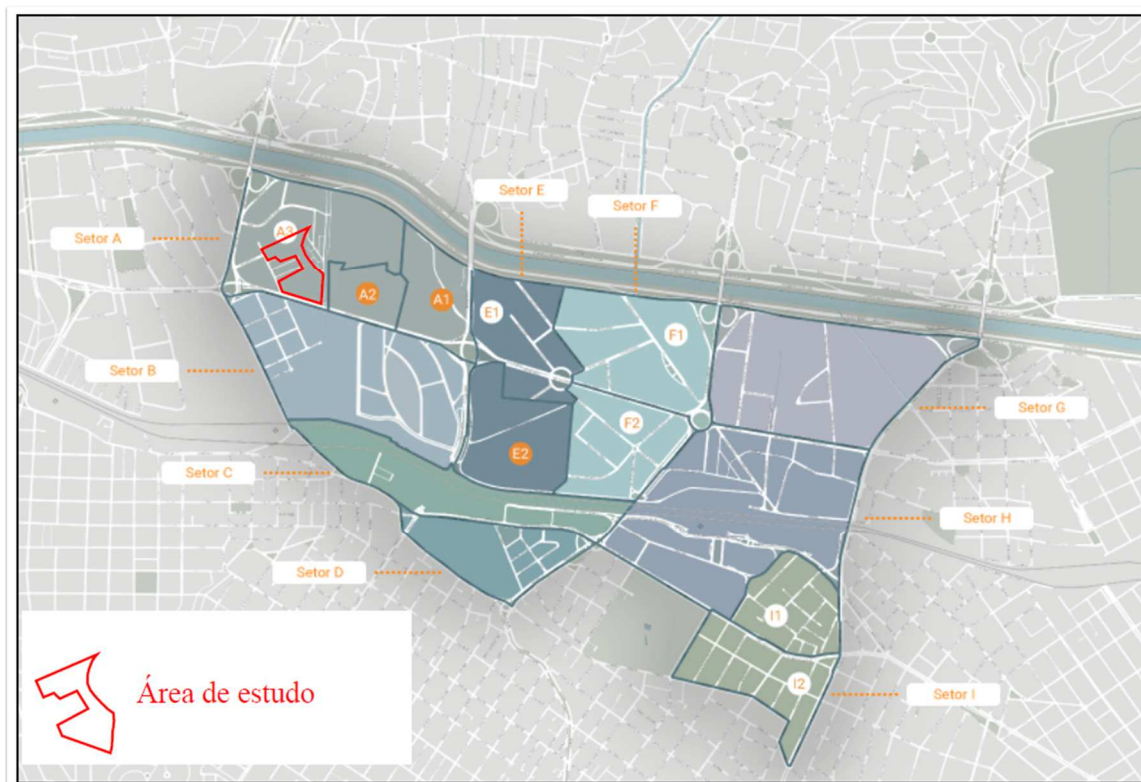 Setor E
Setor F
Setor A
A3
A2
A1
E1
F1
Setor B
Setor G
F2
E2
Setor C
Setor H
Setor D
I1
I2
Setor I
Área de estudo